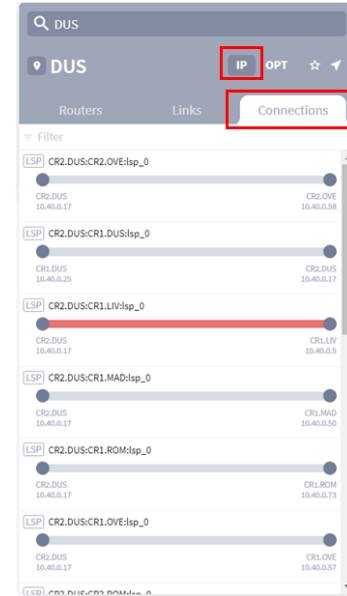 DUS
DUS IP OPT
Routers Links Connections
Filter
LSP CR2.DUS:CR2.OVE:lsp_0
CR2.DUS CR2.OVE
10.40.0.17 10.40.0.58
LSP CR2.DUS:CR1.DUS:lsp_0
CR1.DUS CR2.DUS
10.40.0.25 10.40.0.17
LSP CR2.DUS:CR1.LIV:lsp_0
CR2.DUS CR1.LIV
10.40.0.17 10.40.0.5
LSP CR2.DUS:CR1.MAD:lsp_0
CR2.DUS CR1.MAD
10.40.0.17 10.40.0.50
LSP CR2.DUS:CR1.ROM:lsp_0
CR2.DUS CR1.ROM
10.40.0.17 10.40.0.73
LSP CR2.DUS:CR1.OVE:lsp_0
CR2.DUS CR1.OVE
10.40.0.17 10.40.0.57
LSP CR2.DUS:CR2.ROM:lsp_0